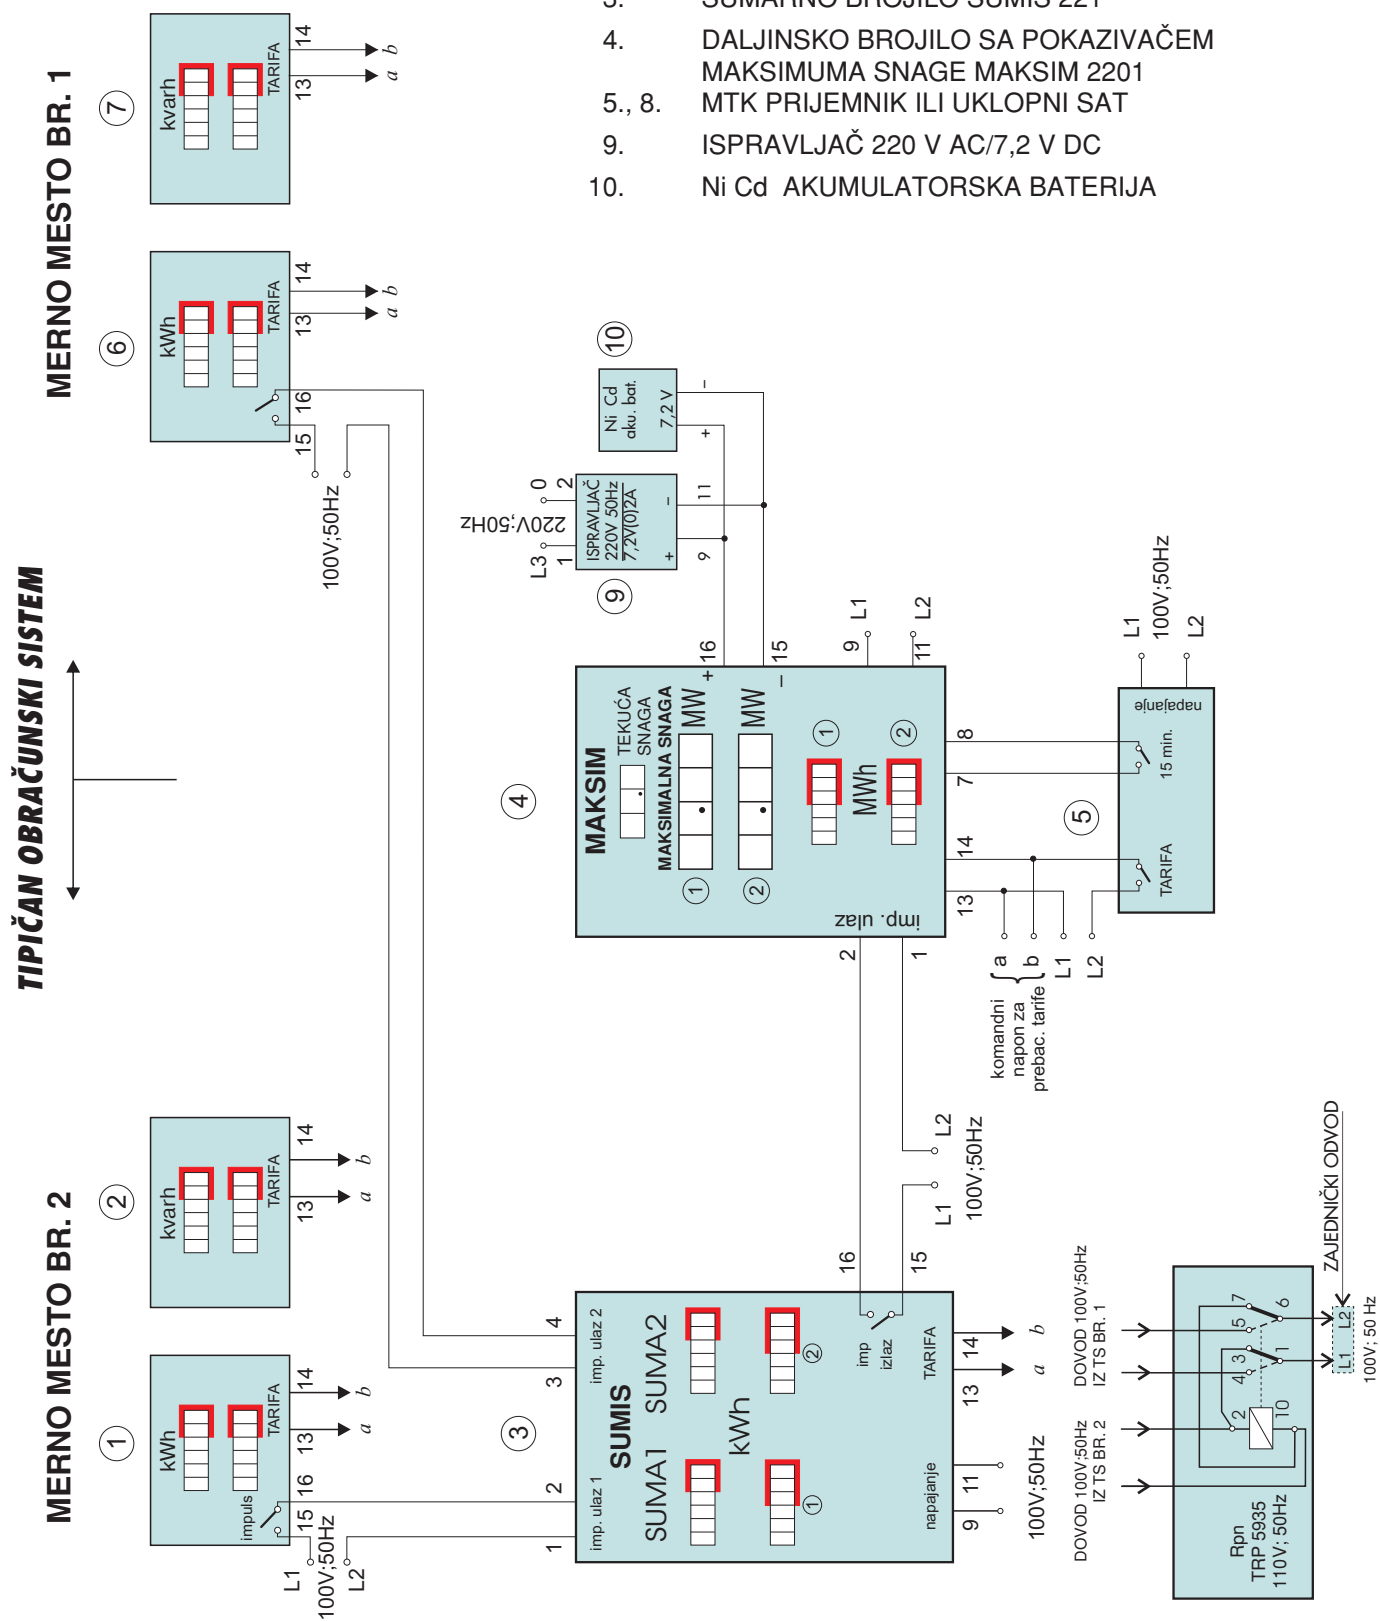 3. SUMARNO BROJILO SUMIS 221
4. DALJINSKO BROJILO SA POKAZIVAČEM
MAKSIMUMA SNAGE MAKSIM 2201
5., 8. MTK PRIJEMNIK ILI UKLOPNI SAT
9. ISPRAVLJAČ 220 V AC/7,2 V DC
10. Ni Cd AKUMULATORSKA BATERIJA
TIPIČAN OBRAČUNSKI SISTEM
MERNO MESTO BR. 2
MERNO MESTO BR. 1
1
kWh
impuls
TARIFA
15 16 13 14
a b
L1
100V;50Hz
L2
2
kvarh
TARIFA
13 14
a b
6
kWh
TARIFA
15 16 13 14
a b
100V;50Hz
7
kvarh
TARIFA
13 14
a b
3
1 2 3 4
imp. ulaz 1
imp. ulaz 2
SUMIS
SUMA1 SUMA2
kWh
1 2
imp
izlaz
16
15
napajanje
TARIFA
9 11 13 14
a b
100V;50Hz
L1 L2
100V;50Hz
4
MAKSIM
TEKUĆA
SNAGA
MAKSIMALNA SNAGA
1 MW
2 MW
MWh
1
2
imp. ulaz
2
1
+ 16
– 15
9 L1
11 L2
13 14 7 8
a
b
L1
L2
komandni
napon za
prebac. tarife
5
TARIFA
15 min.
napajanje
L1
100V;50Hz
L2
9
L3 0
220V;50Hz
1 2
ISPRAVLJAČ
220V 50Hz
7,2V(0)2A
+ –
9 11
10
Ni Cd
aku. bat.
7,2 V
+ –
DOVOD 100V;50Hz
IZ TS BR. 2
DOVOD 100V;50Hz
IZ TS BR. 1
Rpn
TRP 5935
110V; 50Hz
2 10
4 3 1
5 7 6
L1 L2
100V; 50 Hz
ZAJEDNIČKI ODVOD